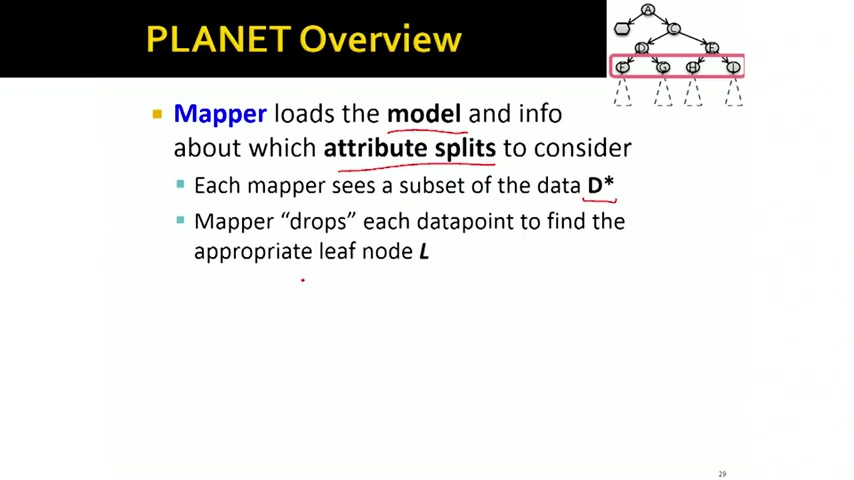 PLANET Overview
A
C
D
E
F G H I
Mapper loads the model and info
about which attribute splits to consider
Each mapper sees a subset of the data D*
Mapper “drops” each datapoint to find the
appropriate leaf node L
29